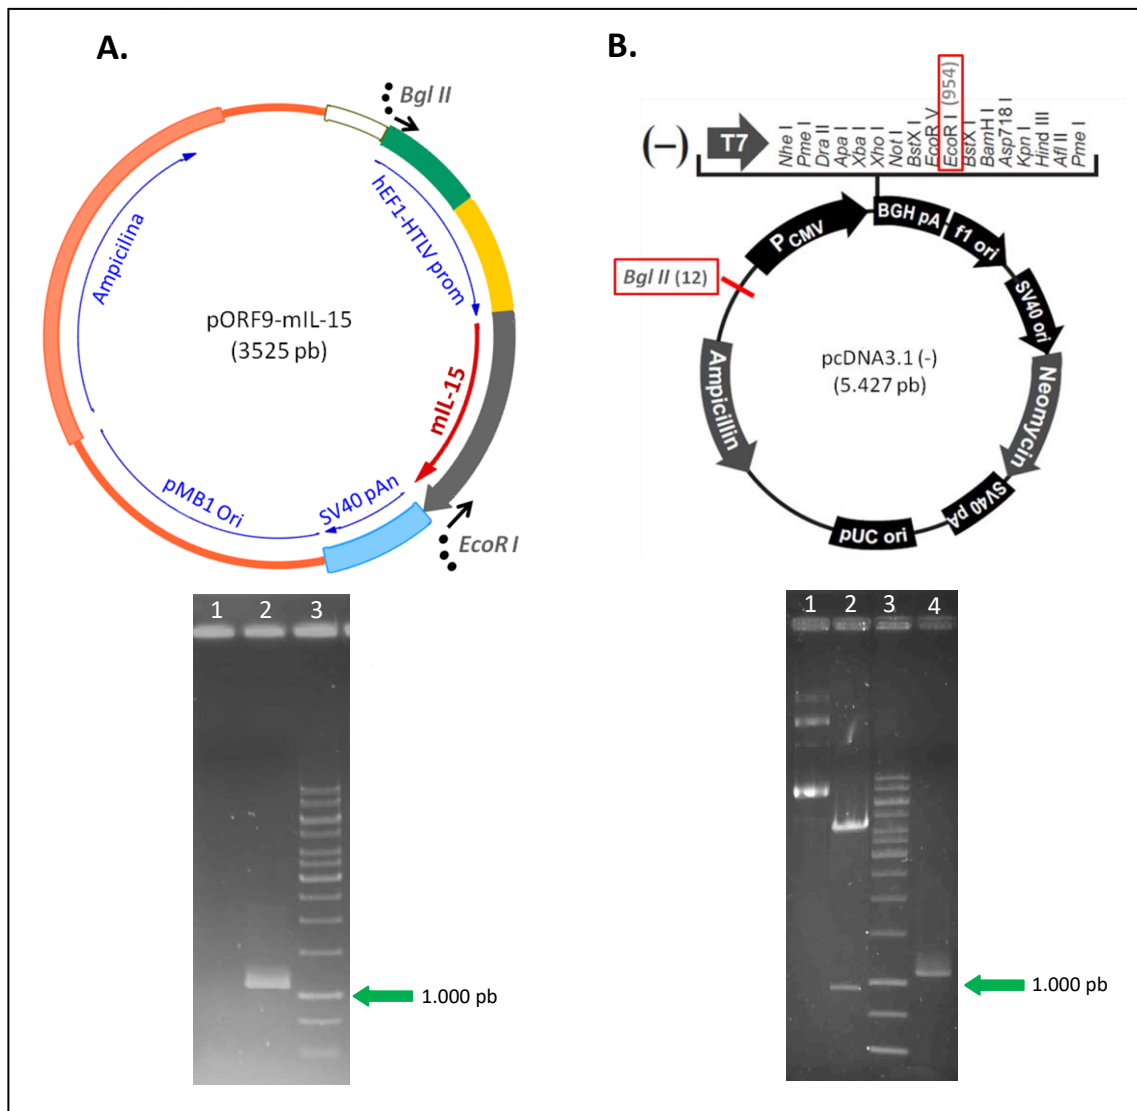 A.
Bgl II
Ampicilina
hEF1-HTLV prom
pORF9-mIL-15
(3525 pb)
mIL-15
pMB1 Ori
SV40 pAn
EcoR I
1 2 3
1.000 pb
B.
(−)
T7
Nhe I
Pme I
Dra II
Apa I
Xba I
Xho I
Not I
BstX I
EcoR V
EcoR I (954)
BstX I
BamH I
Asp718 I
Kpn I
Hind III
Afl II
Pme I
P CMV
BGH pA
f1 ori
Bgl II (12)
SV40 ori
Ampicillin
pcDNA3.1 (-)
(5.427 pb)
Neomycin
SV40 pA
pUC ori
1 2 3 4
1.000 pb